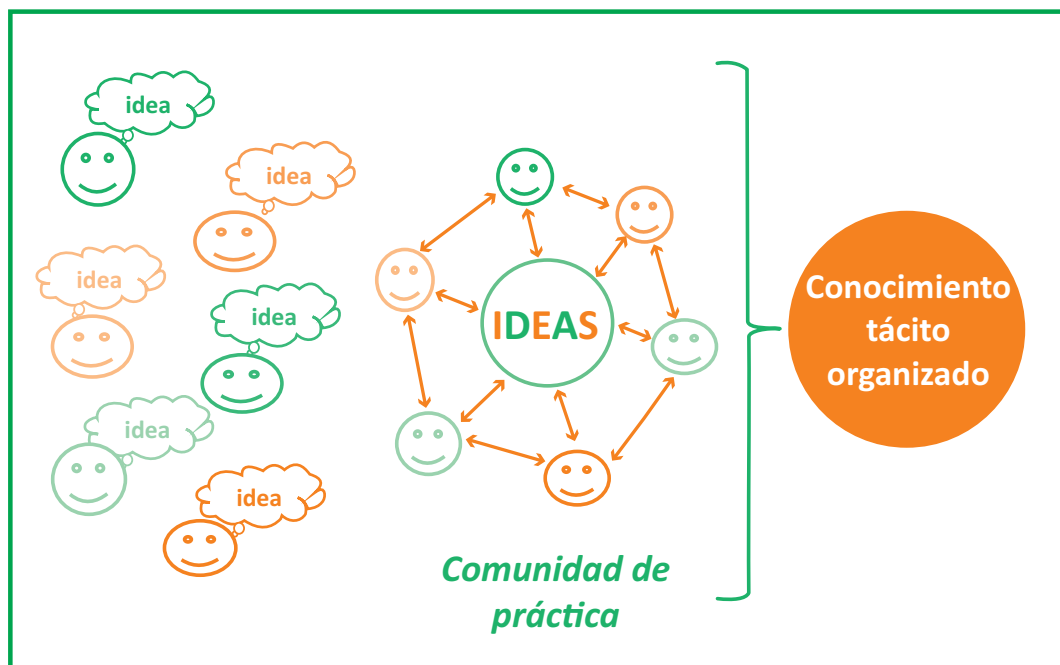 idea
idea
idea
idea
idea
idea
IDEAS
Comunidad de
práctica
Conocimiento
tácito
organizado